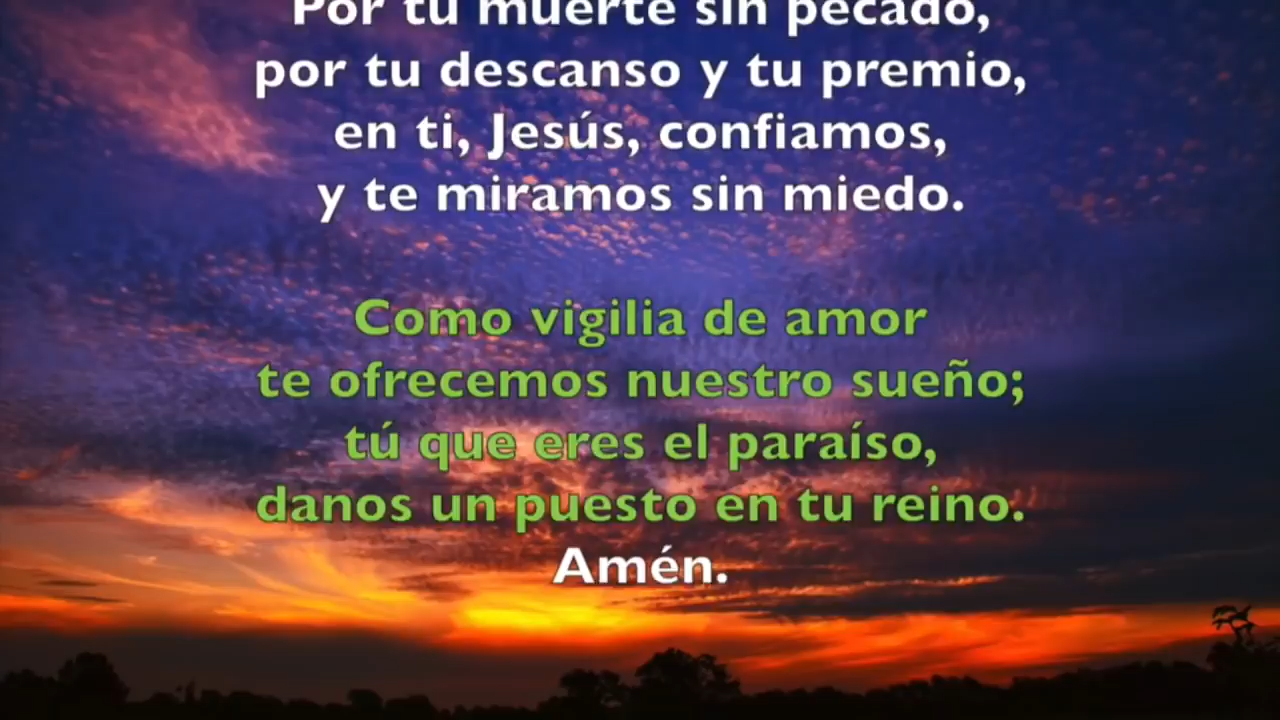 Por tu muerte sin pecado,
por tu descanso y tu premio,
en ti, Jesús, confiamos,
y te miramos sin miedo.
Como vigilia de amor
te ofrecemos nuestro sueño;
tú que eres el paraíso,
danos un puesto en tu reino.
Amén.